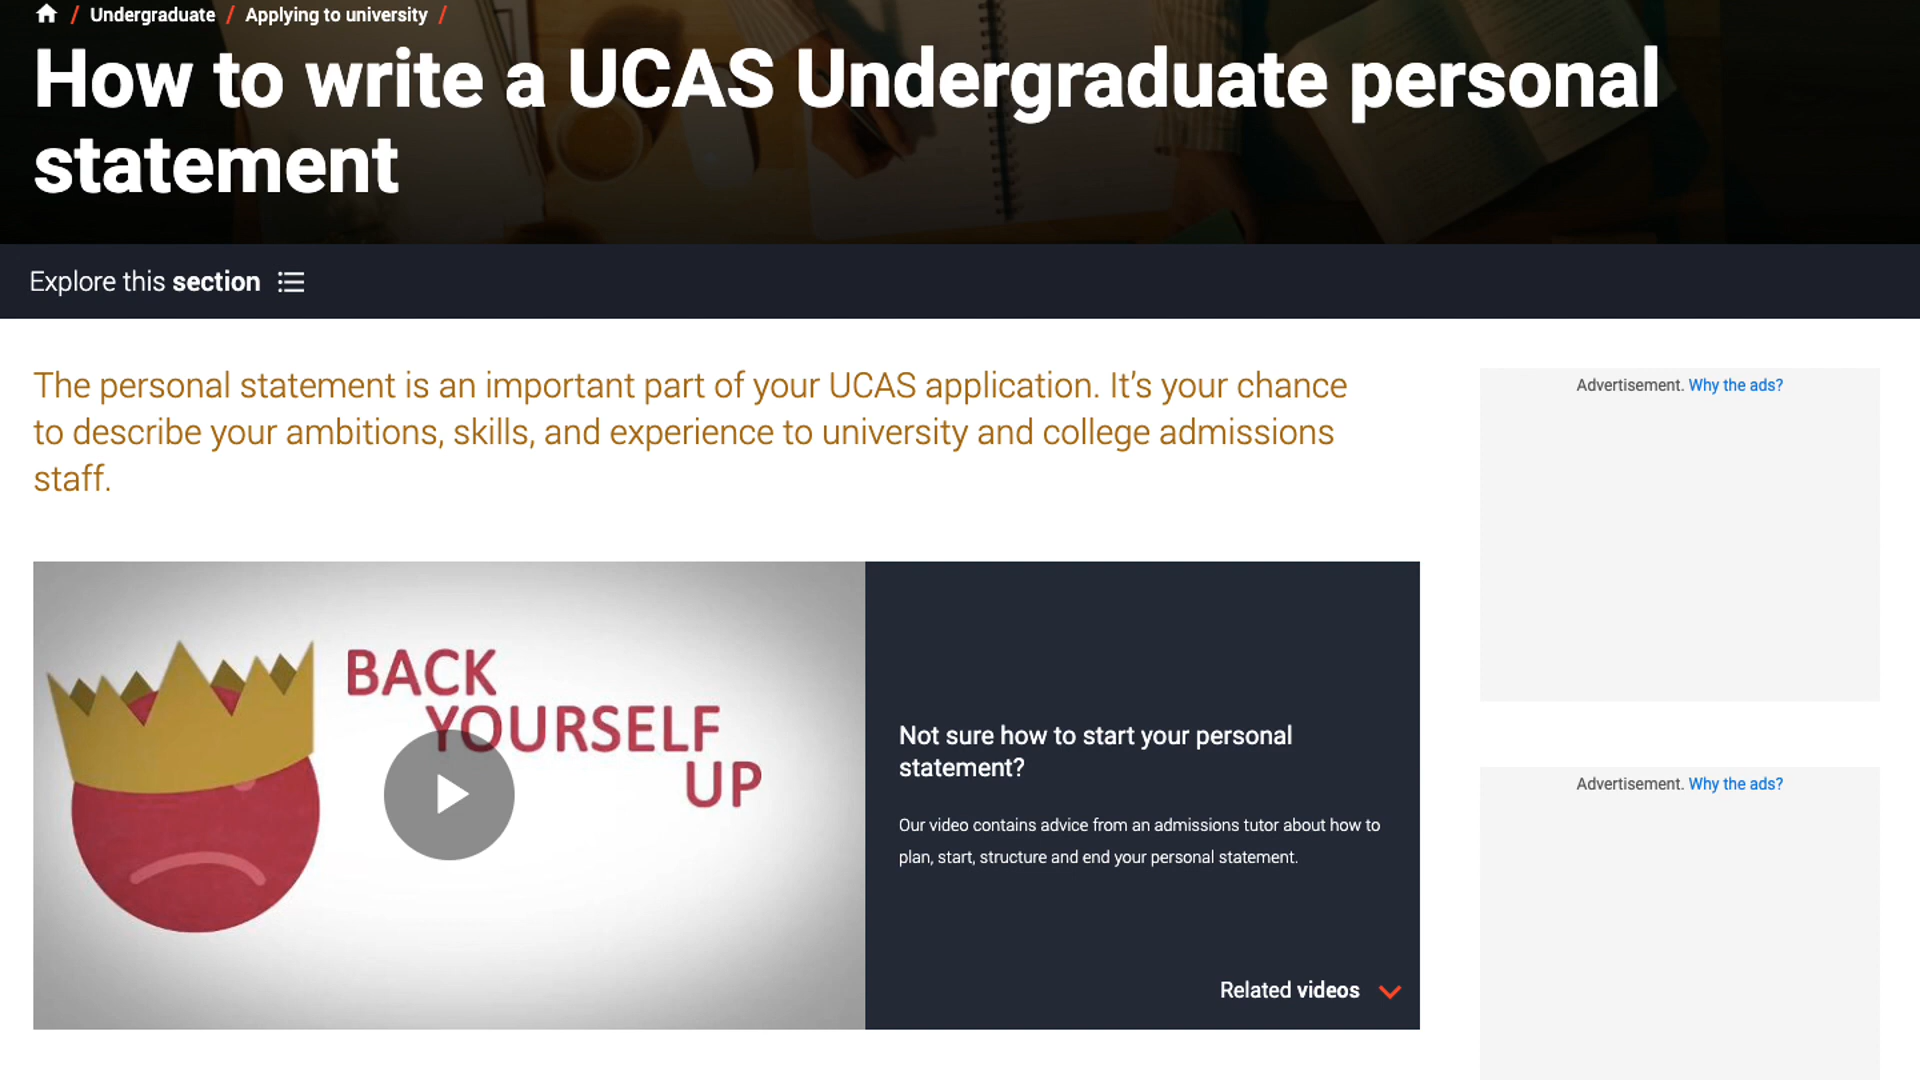 / Undergraduate / Applying to university /
How to write a UCAS Undergraduate personal
statement
Explore this section
The personal statement is an important part of your UCAS application. It’s your chance
to describe your ambitions, skills, and experience to university and college admissions
staff.
Advertisement. Why the ads?
BACK
YOURSELF
UP
Not sure how to start your personal
statement?
Our video contains advice from an admissions tutor about how to
plan, start, structure and end your personal statement.
Related videos
Advertisement. Why the ads?